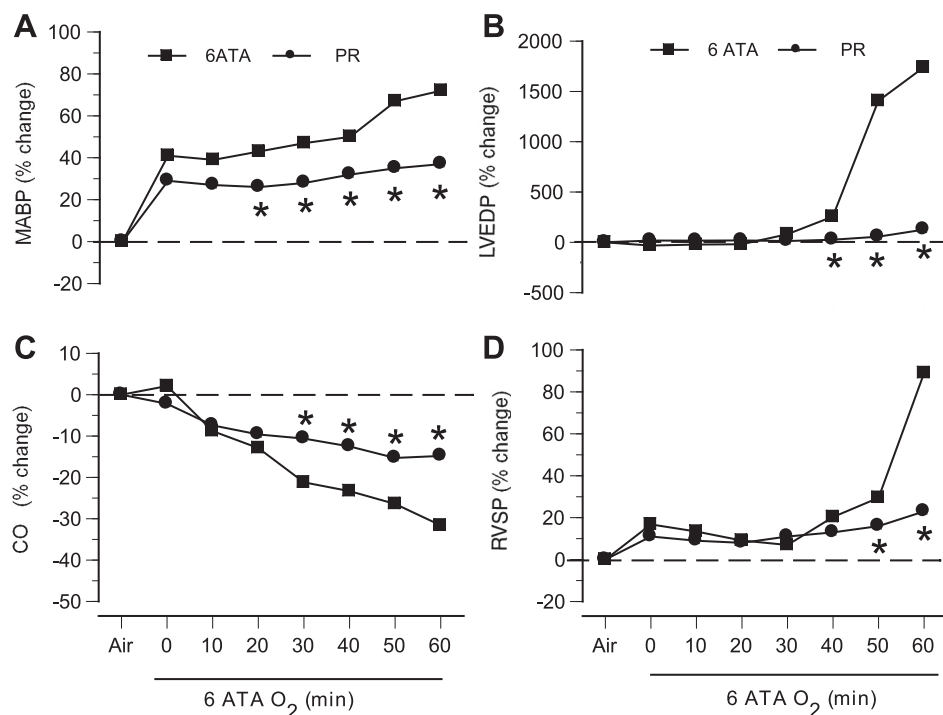 A
MABP (% change)
6ATA PR
100
80
60
40
20
0
-20
* * * * *
B
LVEDP (% change)
6 ATA PR
2000
1500
1000
500
0
-500
* * *
C
CO (% change)
10
0
-10
-20
-30
-40
-50
* * * *
Air 0 10 20 30 40 50 60
6 ATA O2 (min)
D
RVSP (% change)
100
80
60
40
20
0
-20
* *
Air 0 10 20 30 40 50 60
6 ATA O2 (min)